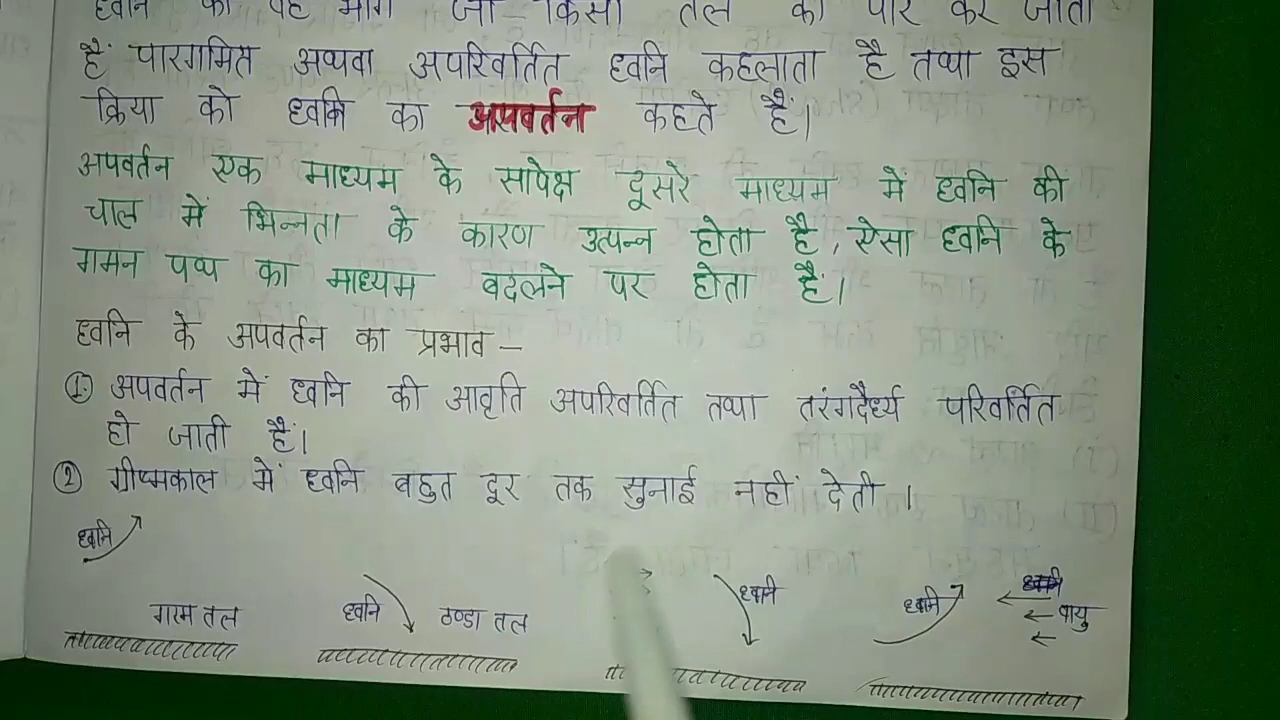 ध्वनि का वह भाग जो किसी तल को पार कर जाता
है पारगमित अथवा अपरिवर्तित ध्वनि कहलाता है तथा इस
क्रिया को ध्वनि का अपवर्तन कहते हैं।
अपवर्तन एक माध्यम के सापेक्ष दूसरे माध्यम में ध्वनि की
चाल में भिन्नता के कारण उत्पन्न होता है, ऐसा ध्वनि के
गमन पथ का माध्यम बदलने पर होता हैं।
ध्वनि के अपवर्तन का प्रभाव –
① अपवर्तन में ध्वनि की आवृति अपरिवर्तित तथा तरंगदैर्ध्य परिवर्तित
हो जाती हैं।
② ग्रीष्मकाल में ध्वनि बहुत दूर तक सुनाई नहीं देती ।
ध्वनि
गरम तल
ध्वनि ठण्डा तल
ध्वनि
ध्वनि
वायु